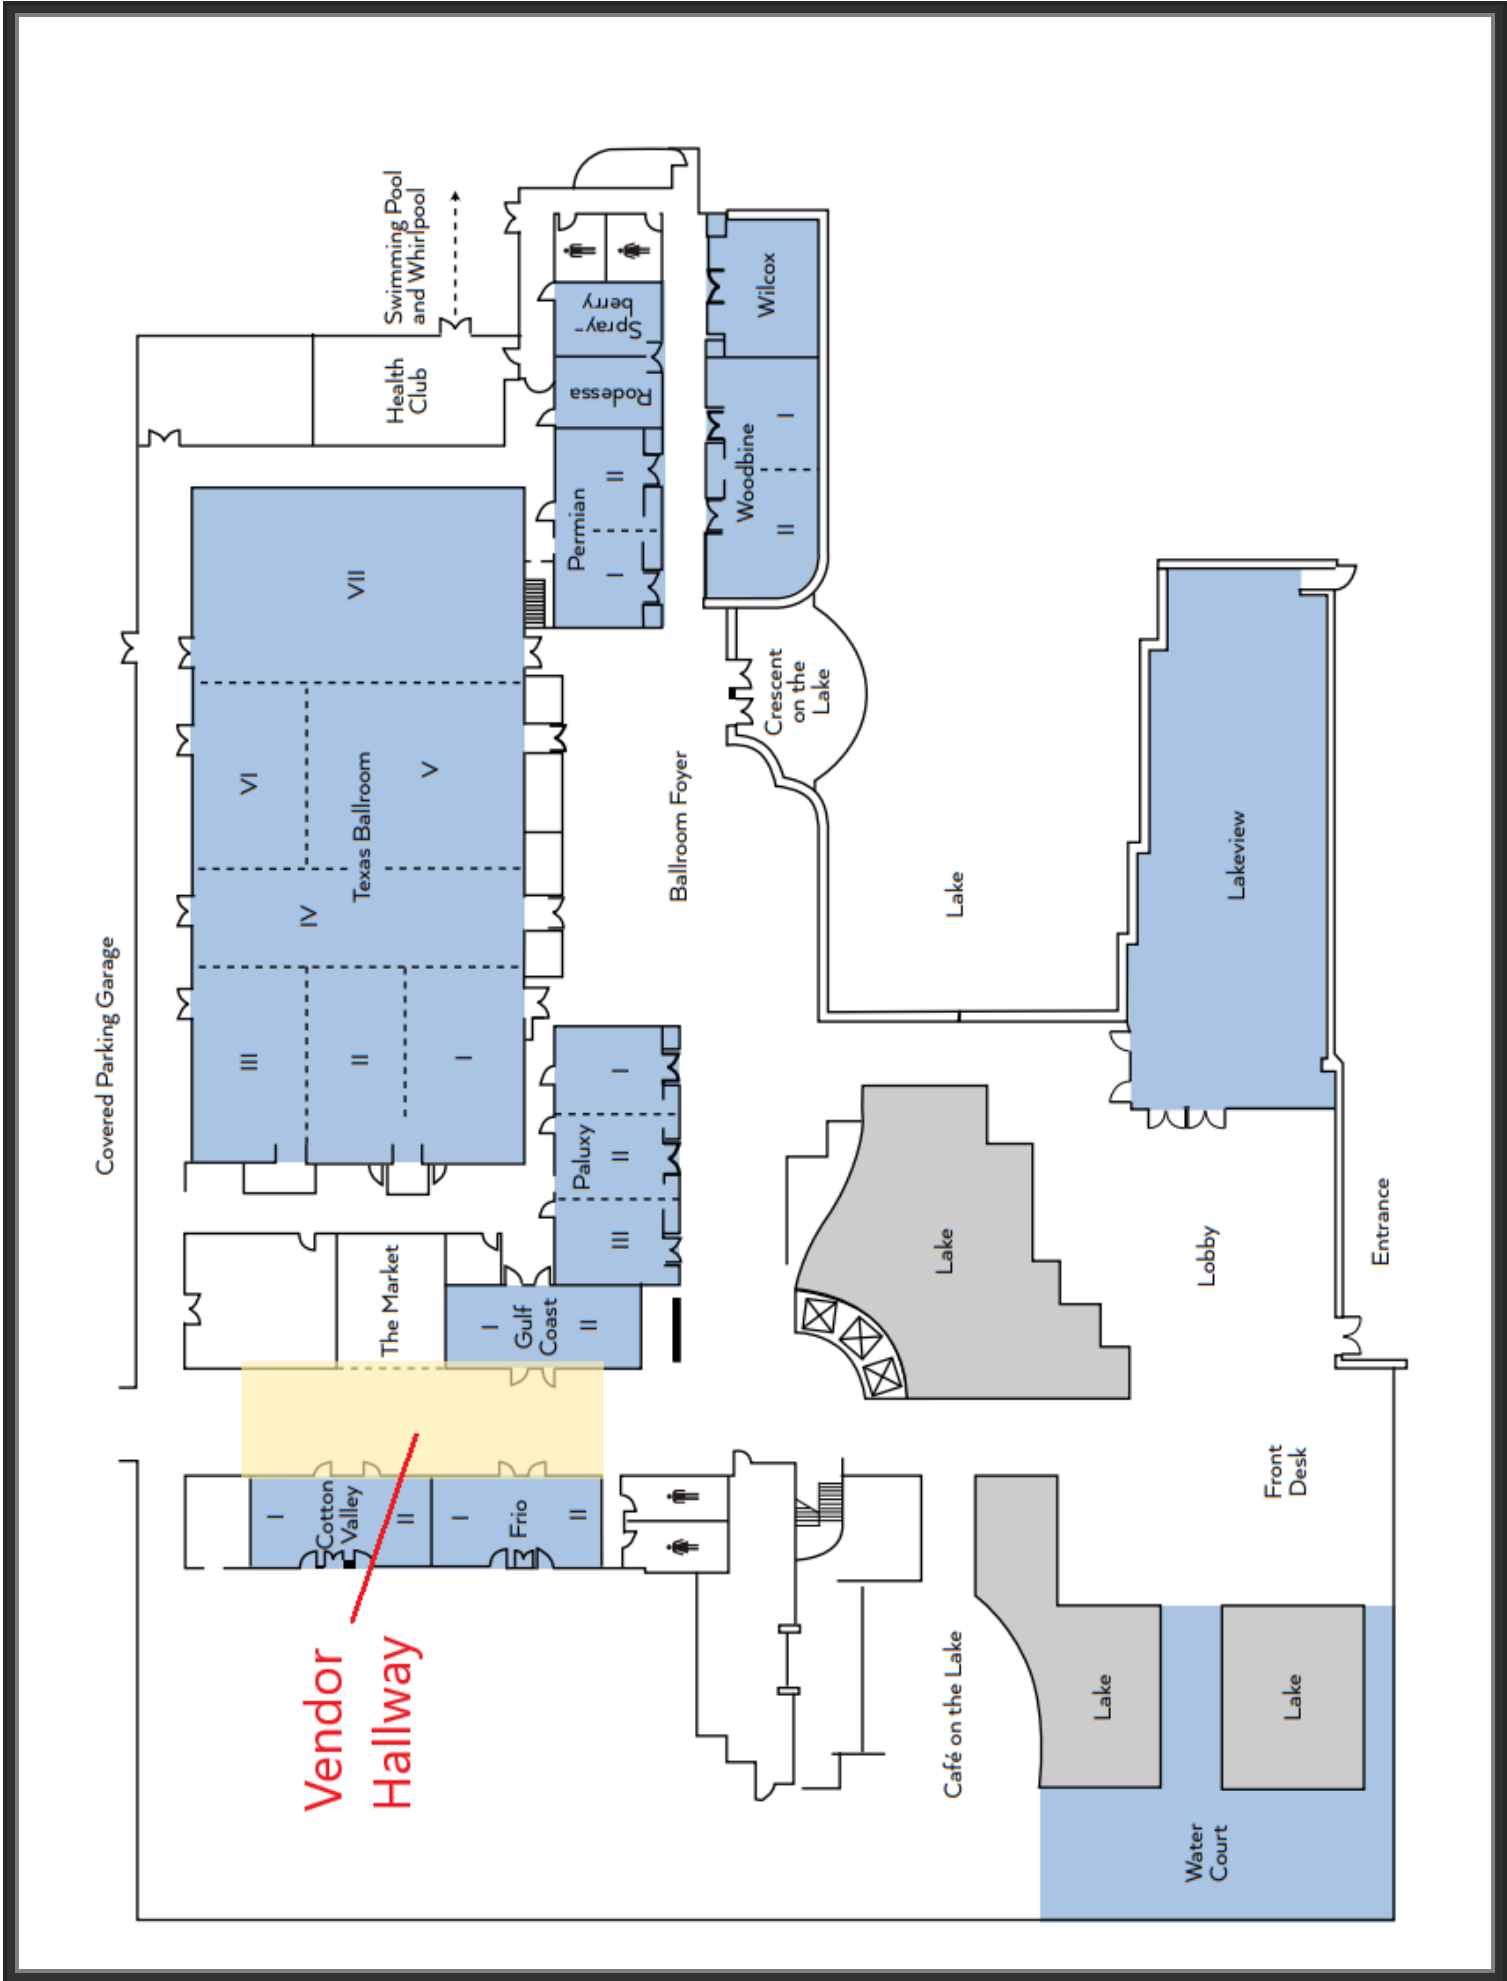 Covered Parking Garage
Swimming Pool
and Whirlpool
Health
Club
VII
VI
V
Texas Ballroom
IV
III
II
I
Spray-
berry
Rodessa
Permian
II
I
Wilcox
Woodbine
I
II
Crescent
on the
Lake
Ballroom Foyer
Lake
Lakeview
Paluxy
I
II
III
The Market
Gulf
Coast
I
II
Lake
Lobby
Entrance
Cotton
Valley
I
II
Frio
I
II
Vendor
Hallway
Front
Desk
Café on the Lake
Lake
Lake
Water
Court